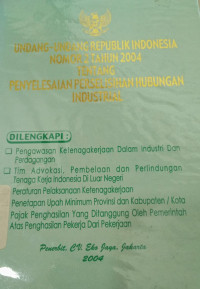 UNDANG-UNDANG REPUBLIK INDONESIA
NOMOR 2 TAHUN 2004
TENTANG
PENYELESAIAN PERSELISIHAN HUBUNGAN
INDUSTRIAL
DILENGKAPI :
Pengawasan Ketenagakerjaan Dalam Industri Dan
Perdagangan
Tim Advokasi, Pembelaan dan Perlindungan
Tenaga Kerja Indonesia Di Luar Negeri
Peraturan Pelaksanaan Ketenagakerjaan
Penetapan Upah Minimum Provinsi dan Kabupaten / Kota
Pajak Penghasilan Yang Ditanggung Oleh Pemerintah
Atas Penghasilan Pekerja Dari Pekerjaan
Penerbit, CV. Eko Jaya, Jakarta
2004